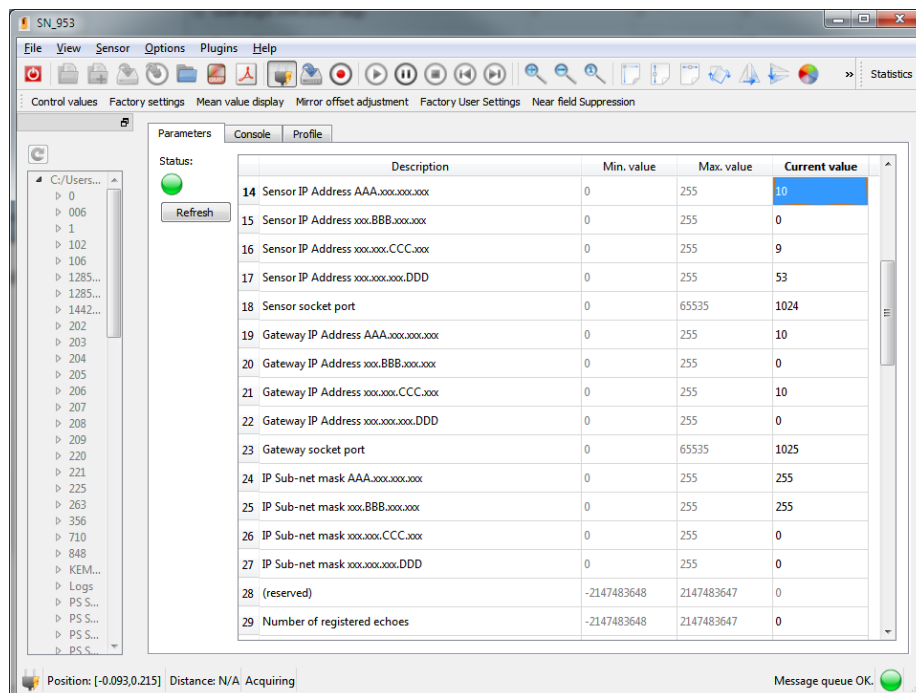 SN_953
File View Sensor Options Plugins Help
» Statistics
Control values Factory settings Mean value display Mirror offset adjustment Factory User Settings Near field Suppression
Parameters Console Profile
C:/Users...
0
006
1
102
106
1285...
1285...
1442...
202
203
204
205
206
207
208
209
220
221
225
263
356
710
848
KEM...
Logs
PS S...
PS S...
PS S...
PS S...
Status:
Refresh
Description Min. value Max. value Current value
14 Sensor IP Address AAA.xxx.xxx.xxx 0 255 10
15 Sensor IP Address xxx.BBB.xxx.xxx 0 255 0
16 Sensor IP Address xxx.xxx.CCC.xxx 0 255 9
17 Sensor IP Address xxx.xxx.xxx.DDD 0 255 53
18 Sensor socket port 0 65535 1024
19 Gateway IP Address AAA.xxx.xxx.xxx 0 255 10
20 Gateway IP Address xxx.BBB.xxx.xxx 0 255 0
21 Gateway IP Address xxx.xxx.CCC.xxx 0 255 10
22 Gateway IP Address xxx.xxx.xxx.DDD 0 255 0
23 Gateway socket port 0 65535 1025
24 IP Sub-net mask AAA.xxx.xxx.xxx 0 255 255
25 IP Sub-net mask xxx.BBB.xxx.xxx 0 255 255
26 IP Sub-net mask xxx.xxx.CCC.xxx 0 255 0
27 IP Sub-net mask xxx.xxx.xxx.DDD 0 255 0
28 (reserved) -2147483648 2147483647 0
29 Number of registered echoes -2147483648 2147483647 0
Position: [-0.093,0.215] Distance: N/A Acquiring Message queue OK.